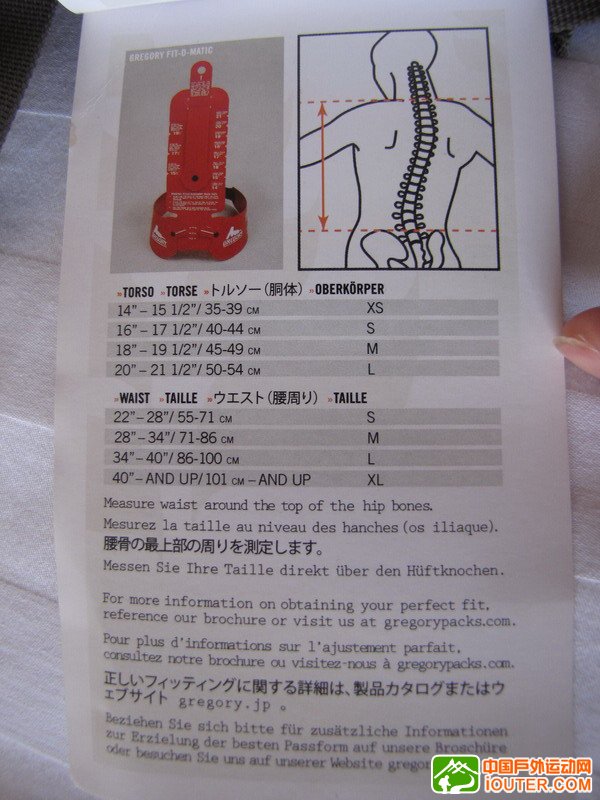 GREGORY FIT-O-MATIC
»TORSO »TORSE »トルソー(胴体) »OBERKÖRPER
14” – 15 1/2”/ 35-39 CM XS
16” – 17 1/2”/ 40-44 CM S
18” – 19 1/2”/ 45-49 CM M
20” – 21 1/2”/ 50-54 CM L
»WAIST »TAILLE »ウエスト(腰周り) »TAILLE
22” – 28”/ 55-71 CM S
28” – 34”/ 71-86 CM M
34”– 40”/ 86-100 CM L
40”– AND UP/ 101 CM – AND UP XL
Measure waist around the top of the hip bones.
Mesurez la taille au niveau des hanches (os iliaque).
腰骨の最上部の周りを測定します。
Messen Sie Ihre Taille direkt über den Hüftknochen.
For more information on obtaining your perfect fit,
reference our brochure or visit us at gregorypacks.com.
Pour plus d'informations sur l'ajustement parfait,
consultez notre brochure ou visitez-nous à gregorypacks.com.
正しいフィッティングに関する詳細は、製品カタログまたはウ
ェブサイト gregory.jp 。
Beziehen Sie sich bitte für zusätzliche Informationen
zur Erzielung der besten Passform auf unsere Broschüre
oder besuchen Sie uns auf unserer Website gregory
中国户外运动网
iOUTER.COM